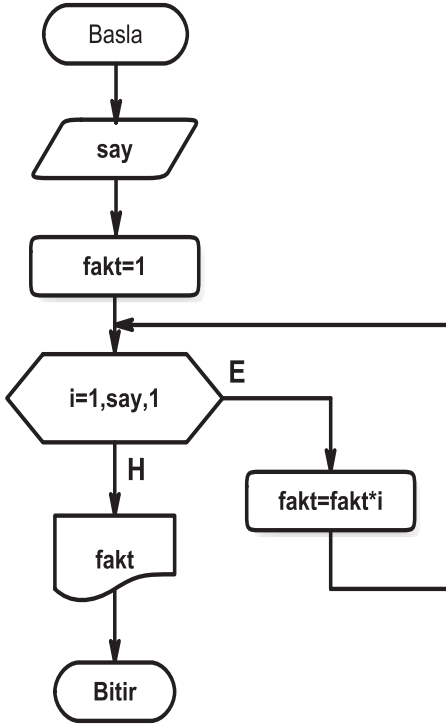 Basla
say
fakt=1
i=1,say,1
E
H
fakt=fakt*i
fakt
Bitir